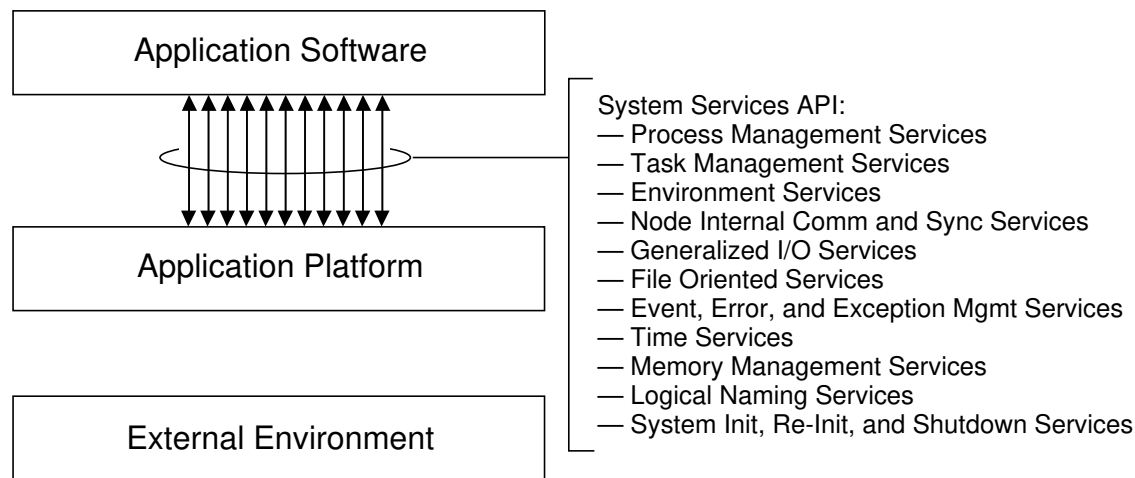 Application Software
Application Platform
External Environment
System Services API:
— Process Management Services
— Task Management Services
— Environment Services
— Node Internal Comm and Sync Services
— Generalized I/O Services
— File Oriented Services
— Event, Error, and Exception Mgmt Services
— Time Services
— Memory Management Services
— Logical Naming Services
— System Init, Re-Init, and Shutdown Services